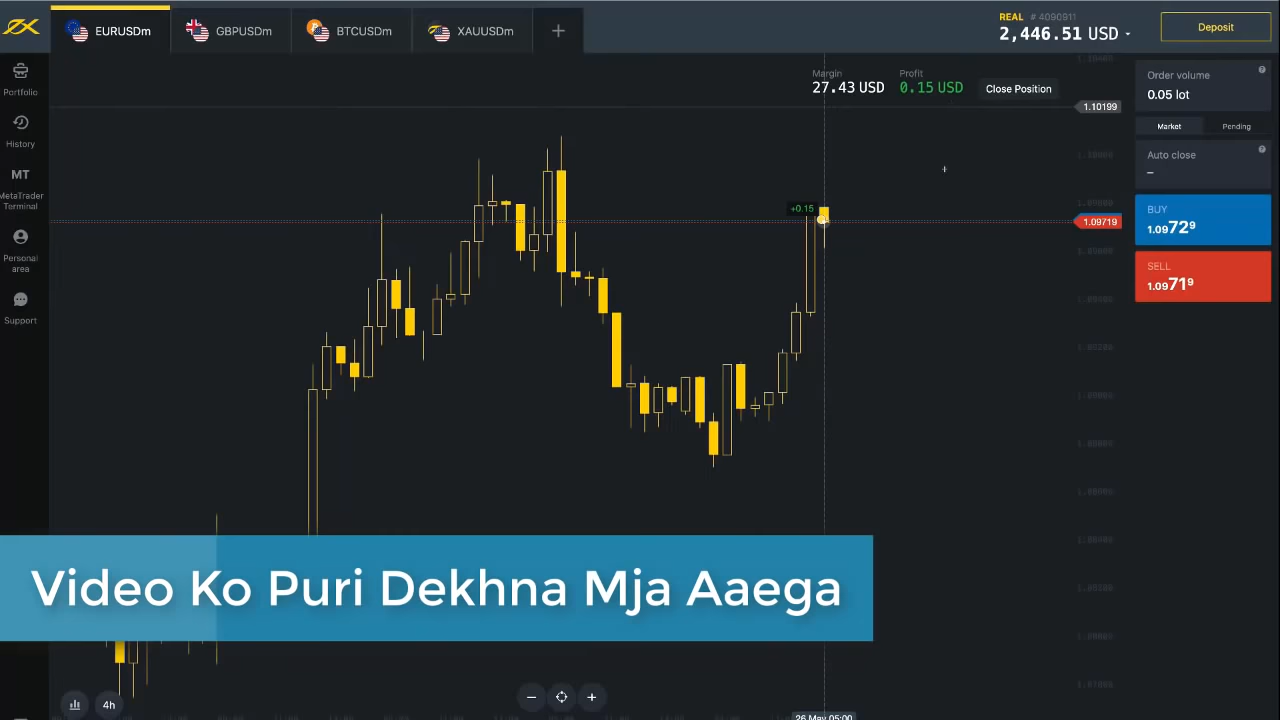 EURUSDm
GBPUSDm
BTCUSDm
XAUUSDm
REAL # 4090911
2,446.51 USD
Deposit
Portfolio
History
MT
MetaTrader
Terminal
Personal
area
Support
Margin
27.43 USD
Profit
0.15 USD
Close Position
Order volume
0.05 lot
Market
Pending
Auto close
–
BUY
1.09729
SELL
1.09719
1.10199
+0.15
1.09719
Video Ko Puri Dekhna Mja Aaega
4h
26 May 05:00